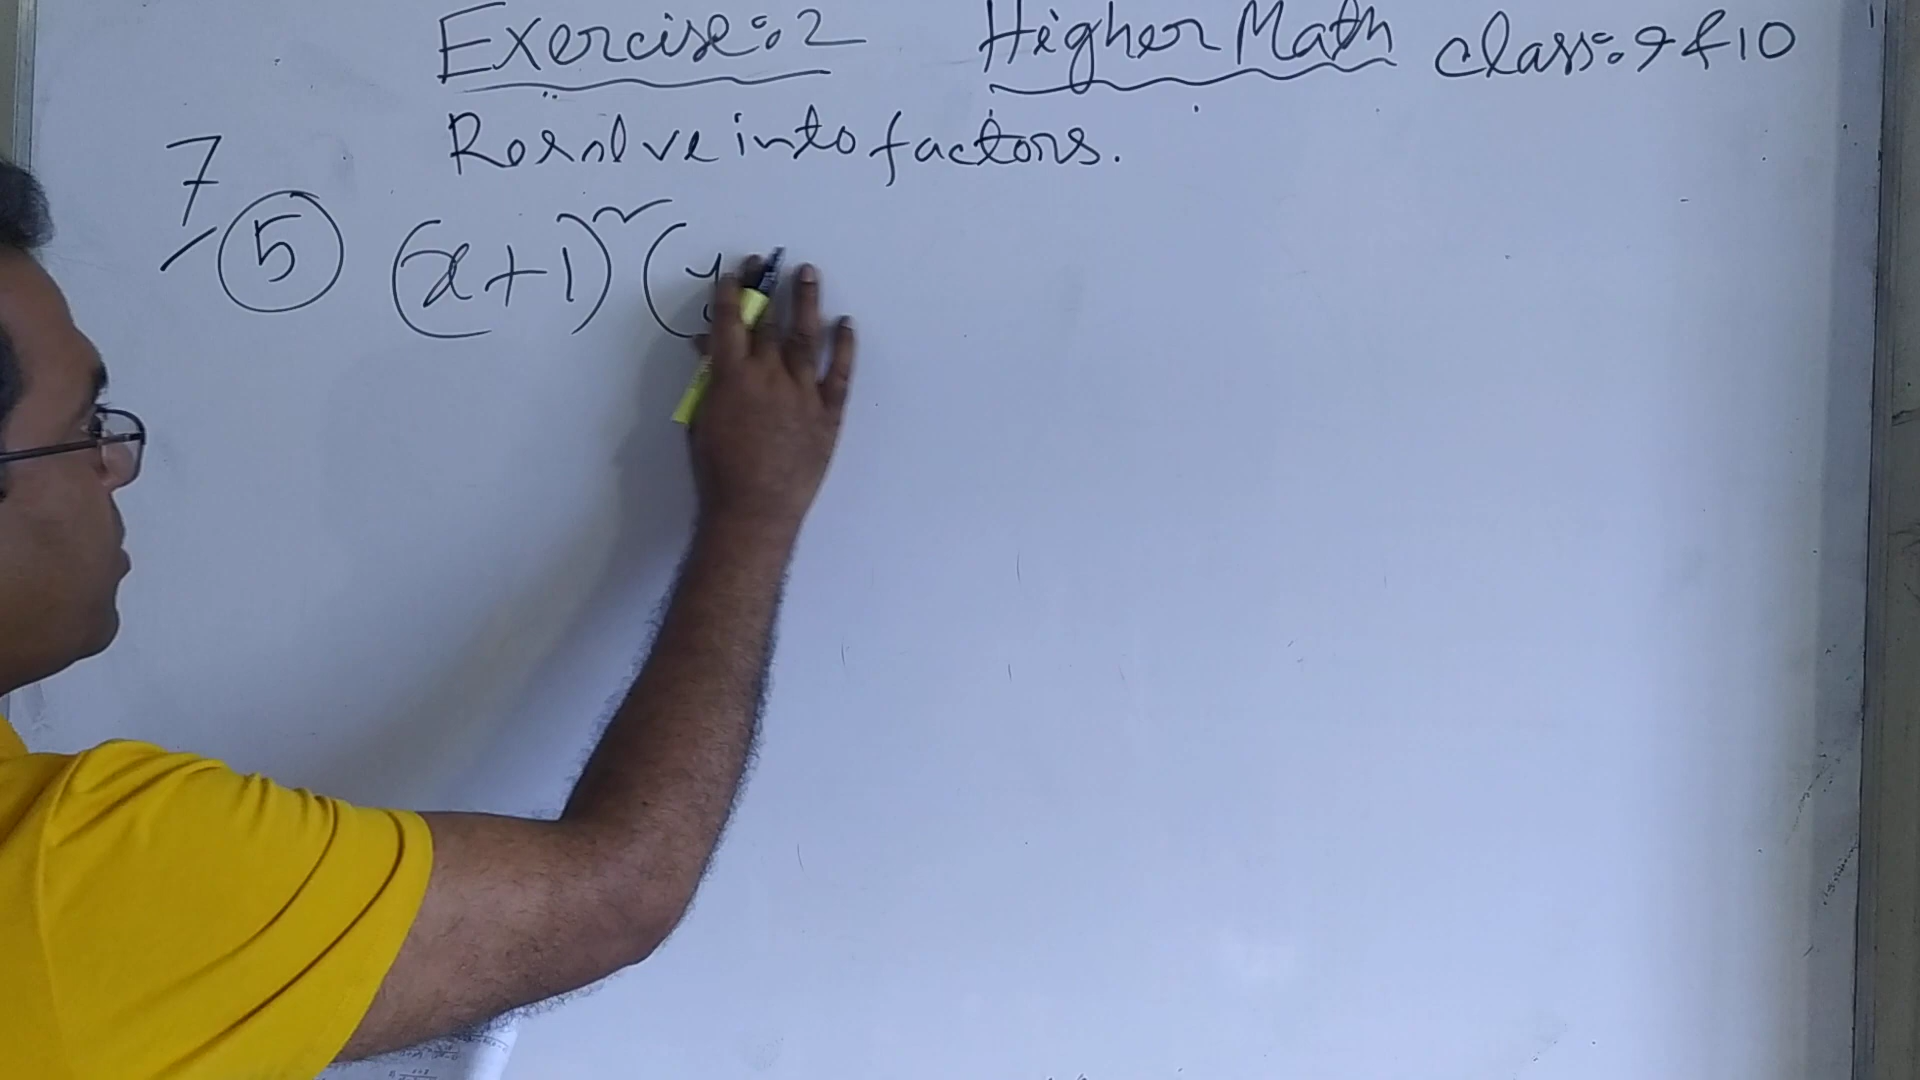 Exercise:2 Higher Math class:9&10
Resolve into factors.
7
5 (x+1)² (y